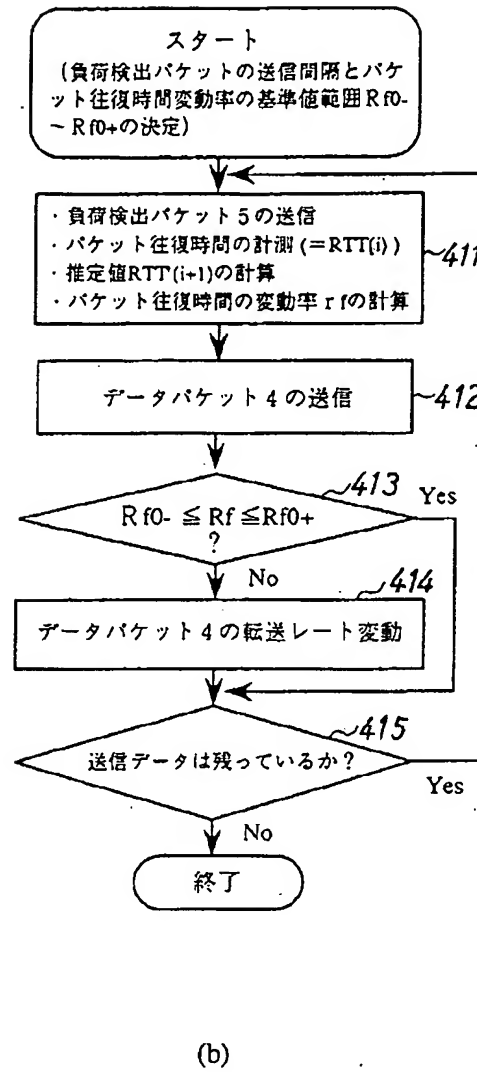 スタート
(負荷検出パケットの送信間隔とパケ
ット往復時間変動率の基準値範囲Rf0-
~Rf0+の決定)
・負荷検出パケット5の送信
・パケット往復時間の計測(=RTT(i))
・推定値RTT'(i+1)の計算
・パケット往復時間の変動率rfの計算
411
データパケット4の送信
412
413
Rf0- ≦ Rf ≦Rf0+
?
Yes
No
414
データパケット4の転送レート変動
415
送信データは残っているか?
Yes
No
終了
(b)